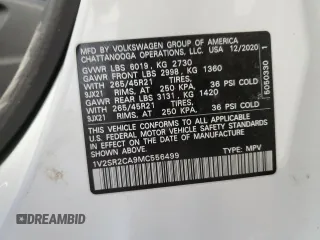 MFD. BY VOLKSWAGEN GROUP OF AMERICA
CHATTANOOGA OPERATIONS, LLC. USA 12/2020
GVWR LBS 6019, KG 2730
GAWR FRONT LBS 2998, KG 1360
WITH 265/45R21 TIRES,
9JX21 RIMS, AT 250 KPA, 36 PSI COLD
GAWR REAR LBS 3131, KG 1420
WITH 265/45R21 TIRES,
9JX21 RIMS, AT 250 KPA, 36 PSI COLD
THIS VEHICLE CONFORMS TO ALL APPLICABLE
U.S. FEDERAL MOTOR VEHICLE SAFETY
STANDARDS IN EFFECT ON THE DATE OF
MANUFACTURE SHOWN ABOVE.
1V2SR2CA9MC556499
TYPE: MPV
5050330